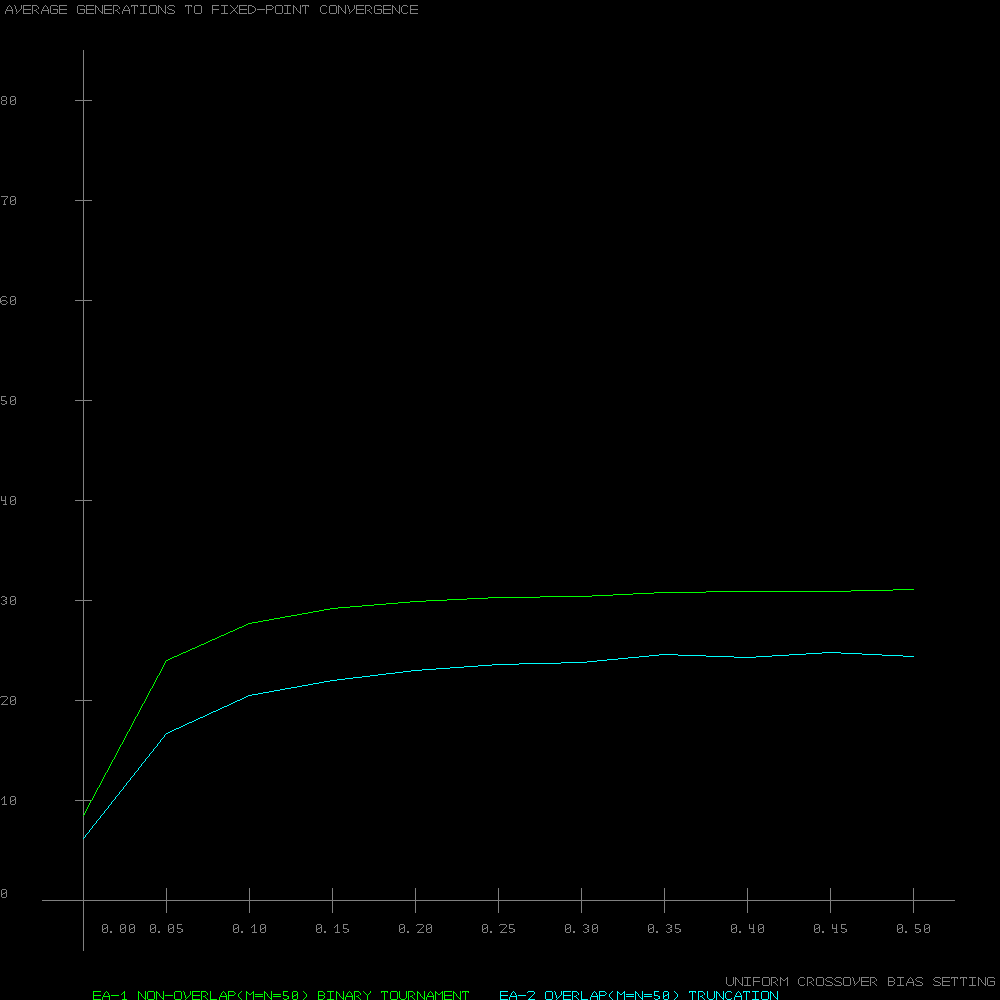 AVERAGE GENERATIONS TO FIXED-POINT CONVERGENCE
80
70
60
50
40
30
20
10
0
0.00 0.05 0.10 0.15 0.20 0.25 0.30 0.35 0.40 0.45 0.50
UNIFORM CROSSOVER BIAS SETTING
EA-1 NON-OVERLAP(M=N=50) BINARY TOURNAMENT EA-2 OVERLAP(M=N=50) TRUNCATION